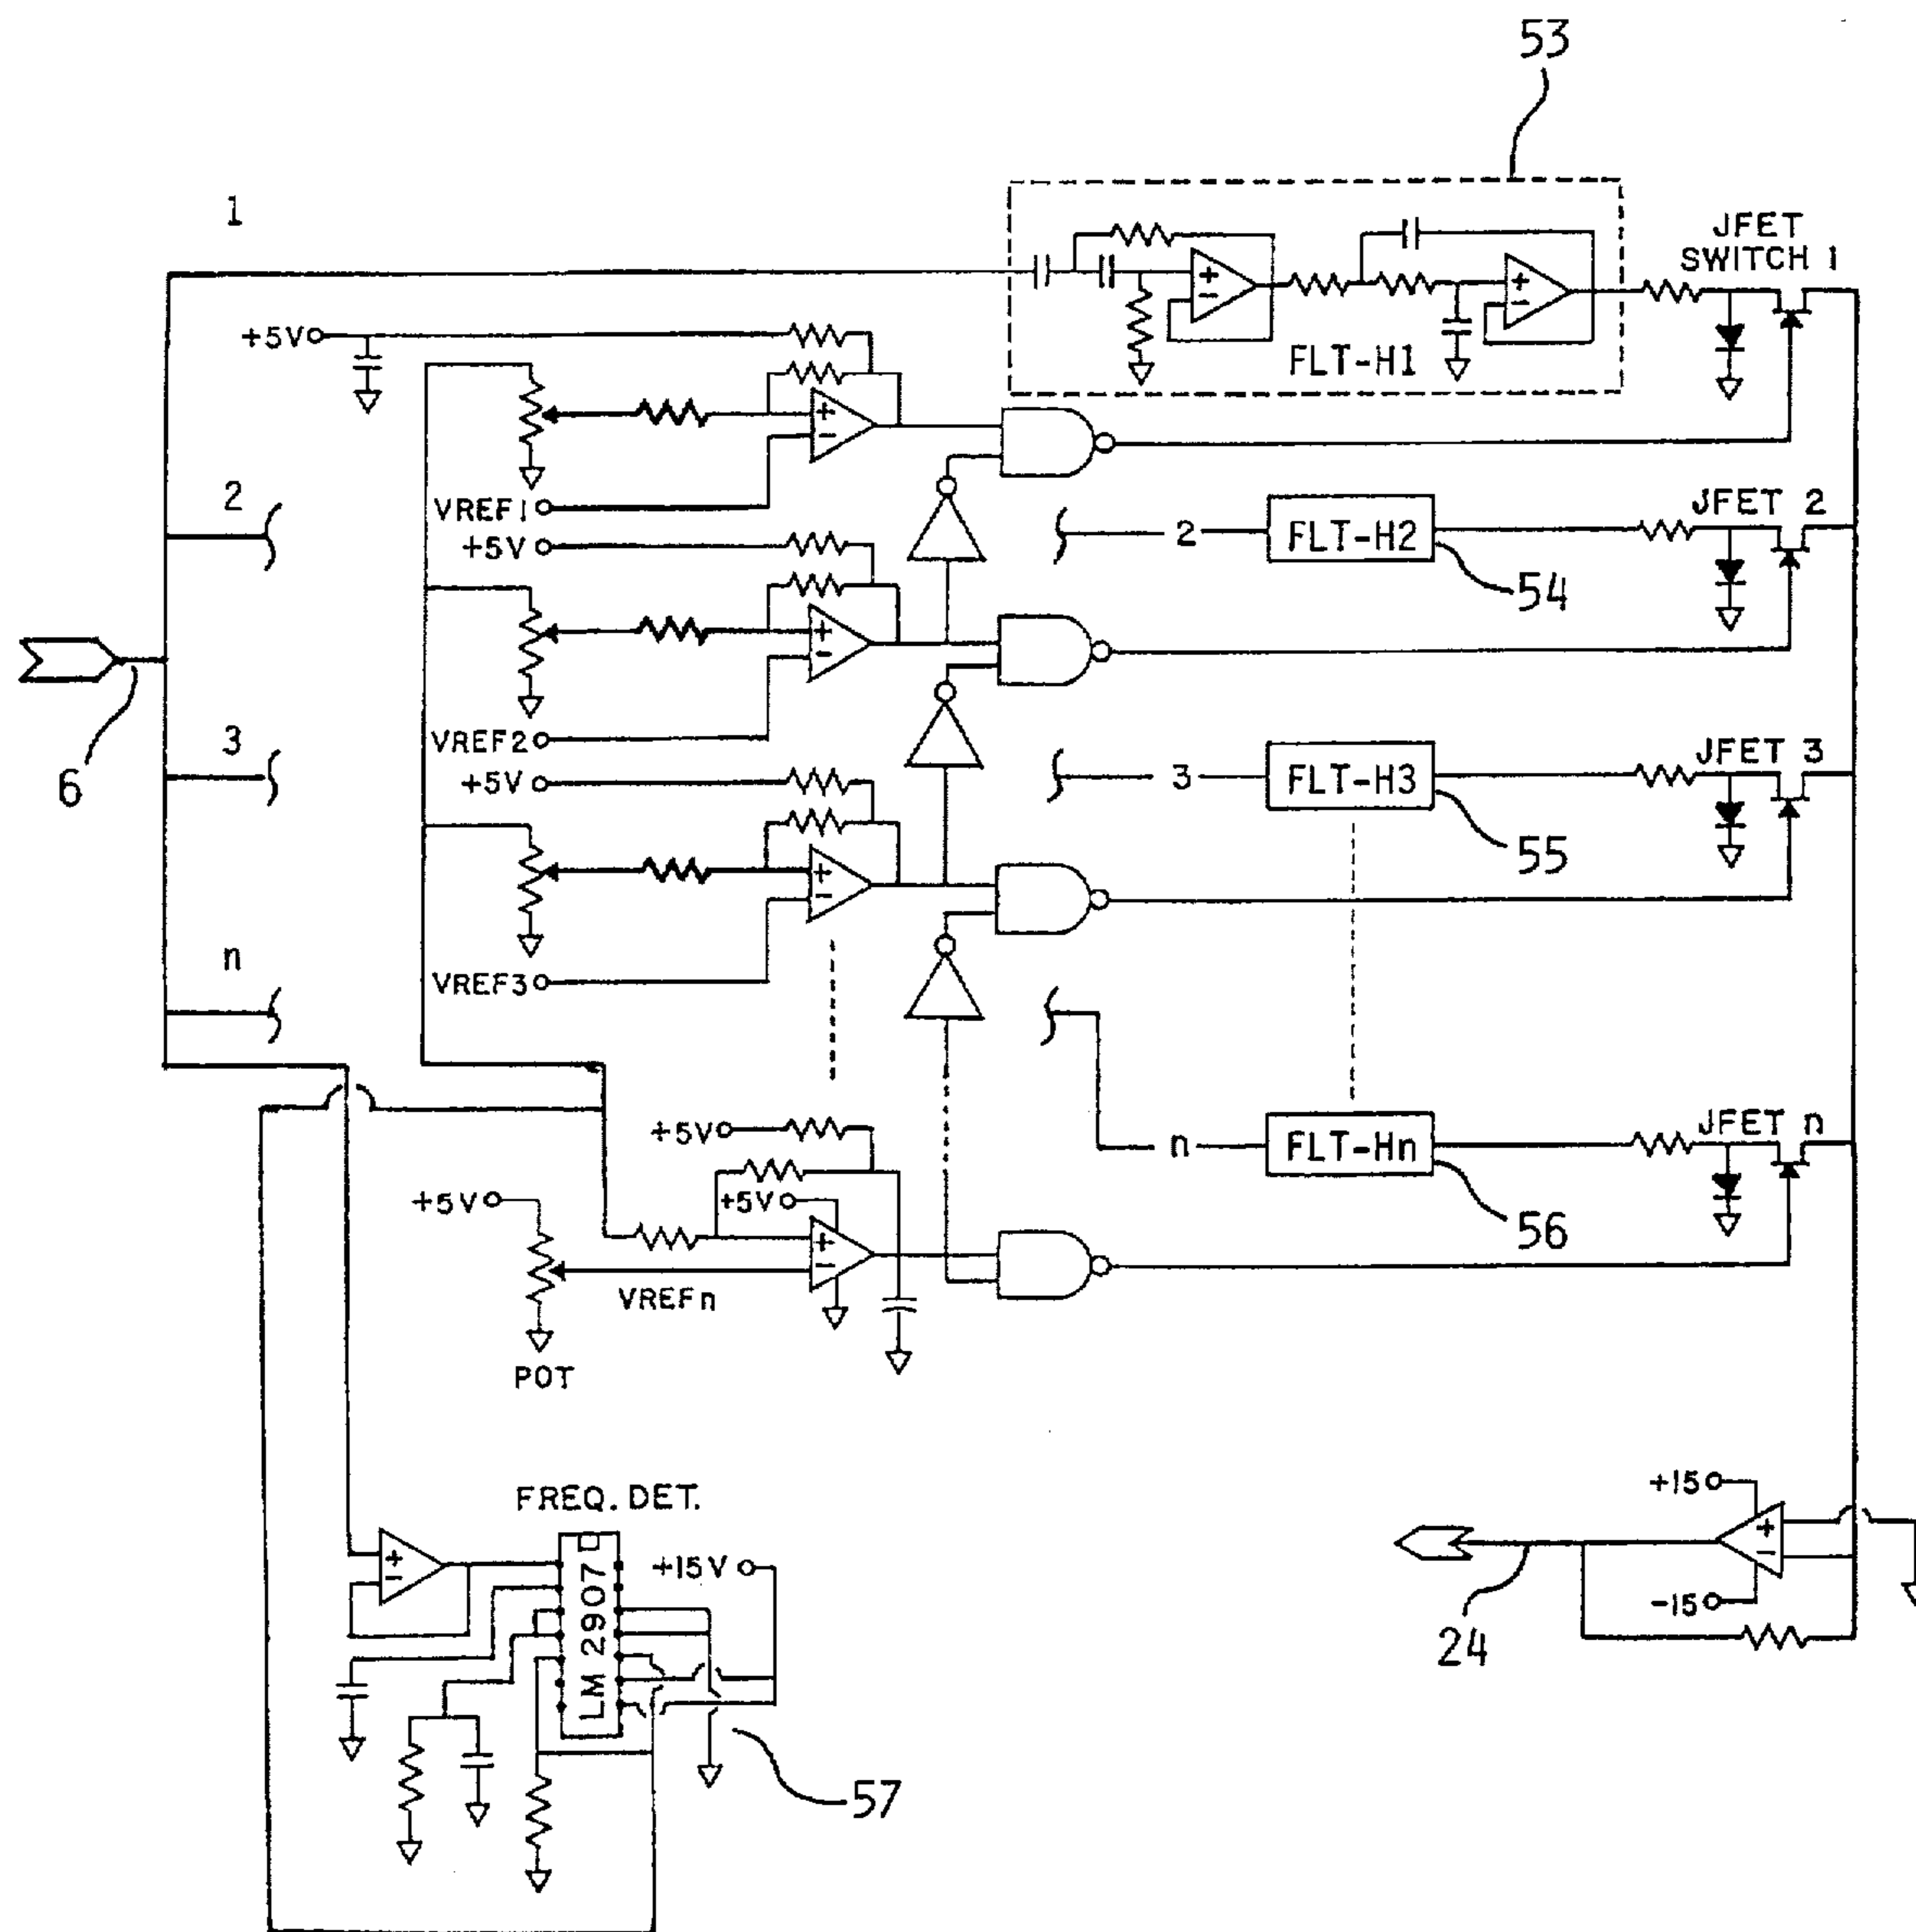 53
1
JFET
SWITCH 1
+5V
+
-
+
-
FLT-H1
+
-
VREF1
2
JFET 2
+5V
2
FLT-H2
54
+
-
6
VREF2
3
JFET 3
+5V
3
FLT-H3
55
+
-
VREF3
n
+5V
n
FLT-Hn
JFET n
+5V
+5V
56
+
-
VREFn
POT
FREQ. DET.
+15
+15V
+
-
LM 2907
+
-
-15
24
57